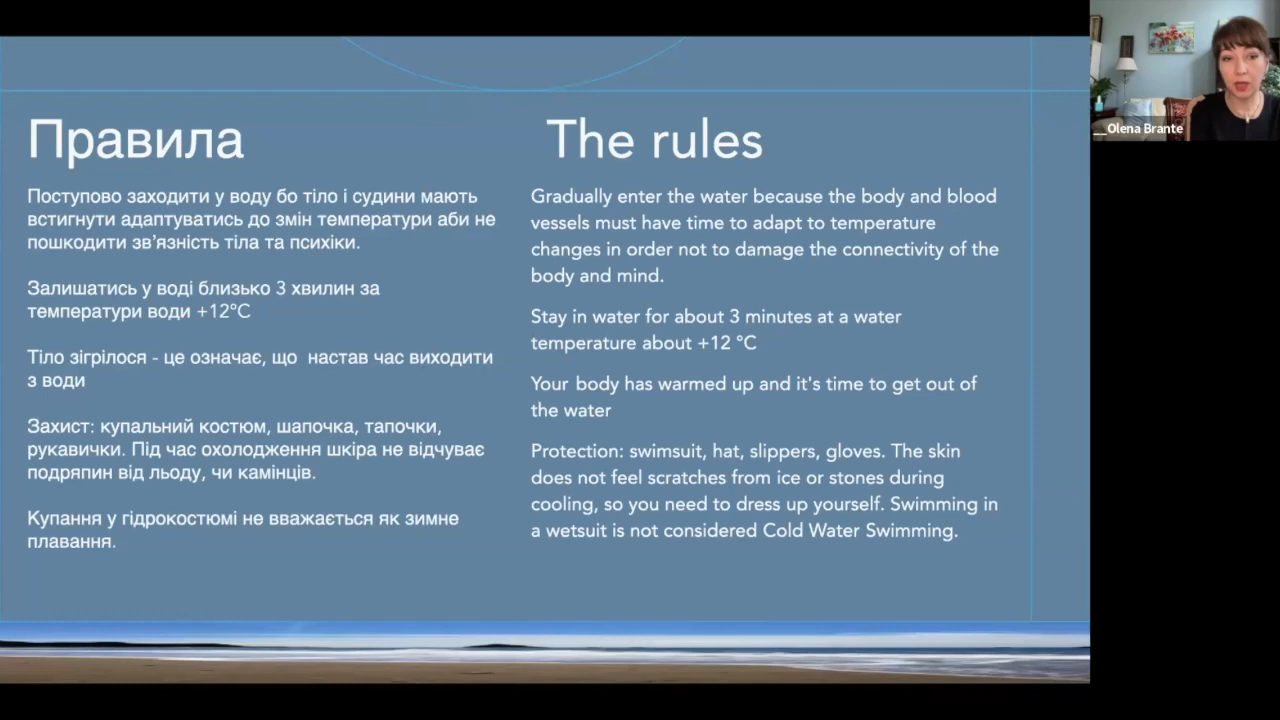 Правила
Поступово заходити у воду бо тіло і судини мають
встигнути адаптуватись до змін температури аби не
пошкодити зв'язність тіла та психіки.
Залишатись у воді близько 3 хвилин за
температури води +12°C
Тіло зігрілося - це означає, що  настав час виходити
з води
Захист: купальний костюм, шапочка, тапочки,
рукавички. Під час охолодження шкіра не відчуває
подряпин від льоду, чи камінців.
Купання у гідрокостюмі не вважається як зимне
плавання.
The rules
Gradually enter the water because the body and blood
vessels must have time to adapt to temperature
changes in order not to damage the connectivity of the
body and mind.
Stay in water for about 3 minutes at a water
temperature about +12 °C
Your body has warmed up and it's time to get out of
the water
Protection: swimsuit, hat, slippers, gloves. The skin
does not feel scratches from ice or stones during
cooling, so you need to dress up yourself. Swimming in
a wetsuit is not considered Cold Water Swimming.
__Olena Brante